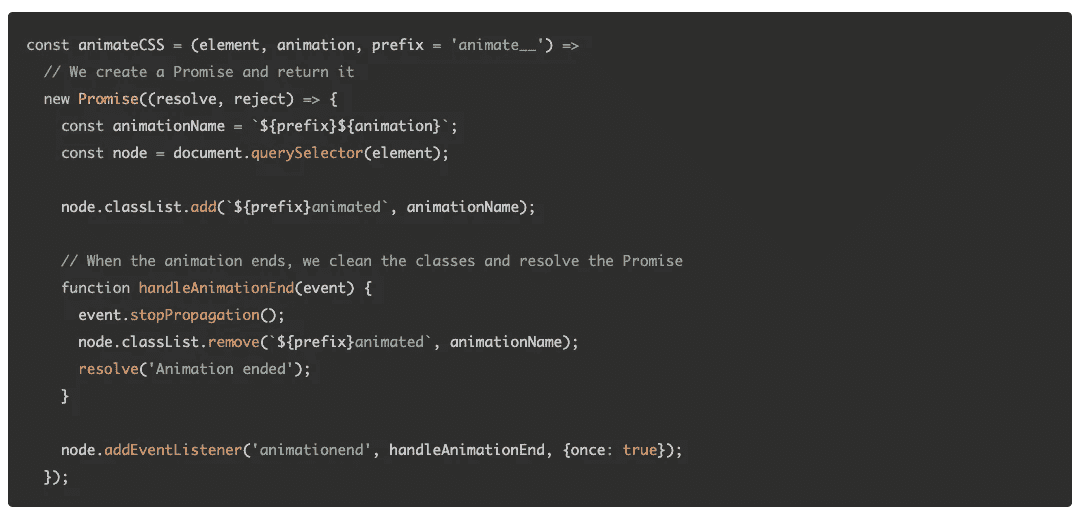 const animateCSS = (element, animation, prefix = 'animate__') =>
  // We create a Promise and return it
  new Promise((resolve, reject) => {
    const animationName = `${prefix}${animation}`;
    const node = document.querySelector(element);

    node.classList.add(`${prefix}animated`, animationName);

    // When the animation ends, we clean the classes and resolve the Promise
    function handleAnimationEnd(event) {
      event.stopPropagation();
      node.classList.remove(`${prefix}animated`, animationName);
      resolve('Animation ended');
    }

    node.addEventListener('animationend', handleAnimationEnd, {once: true});
  });